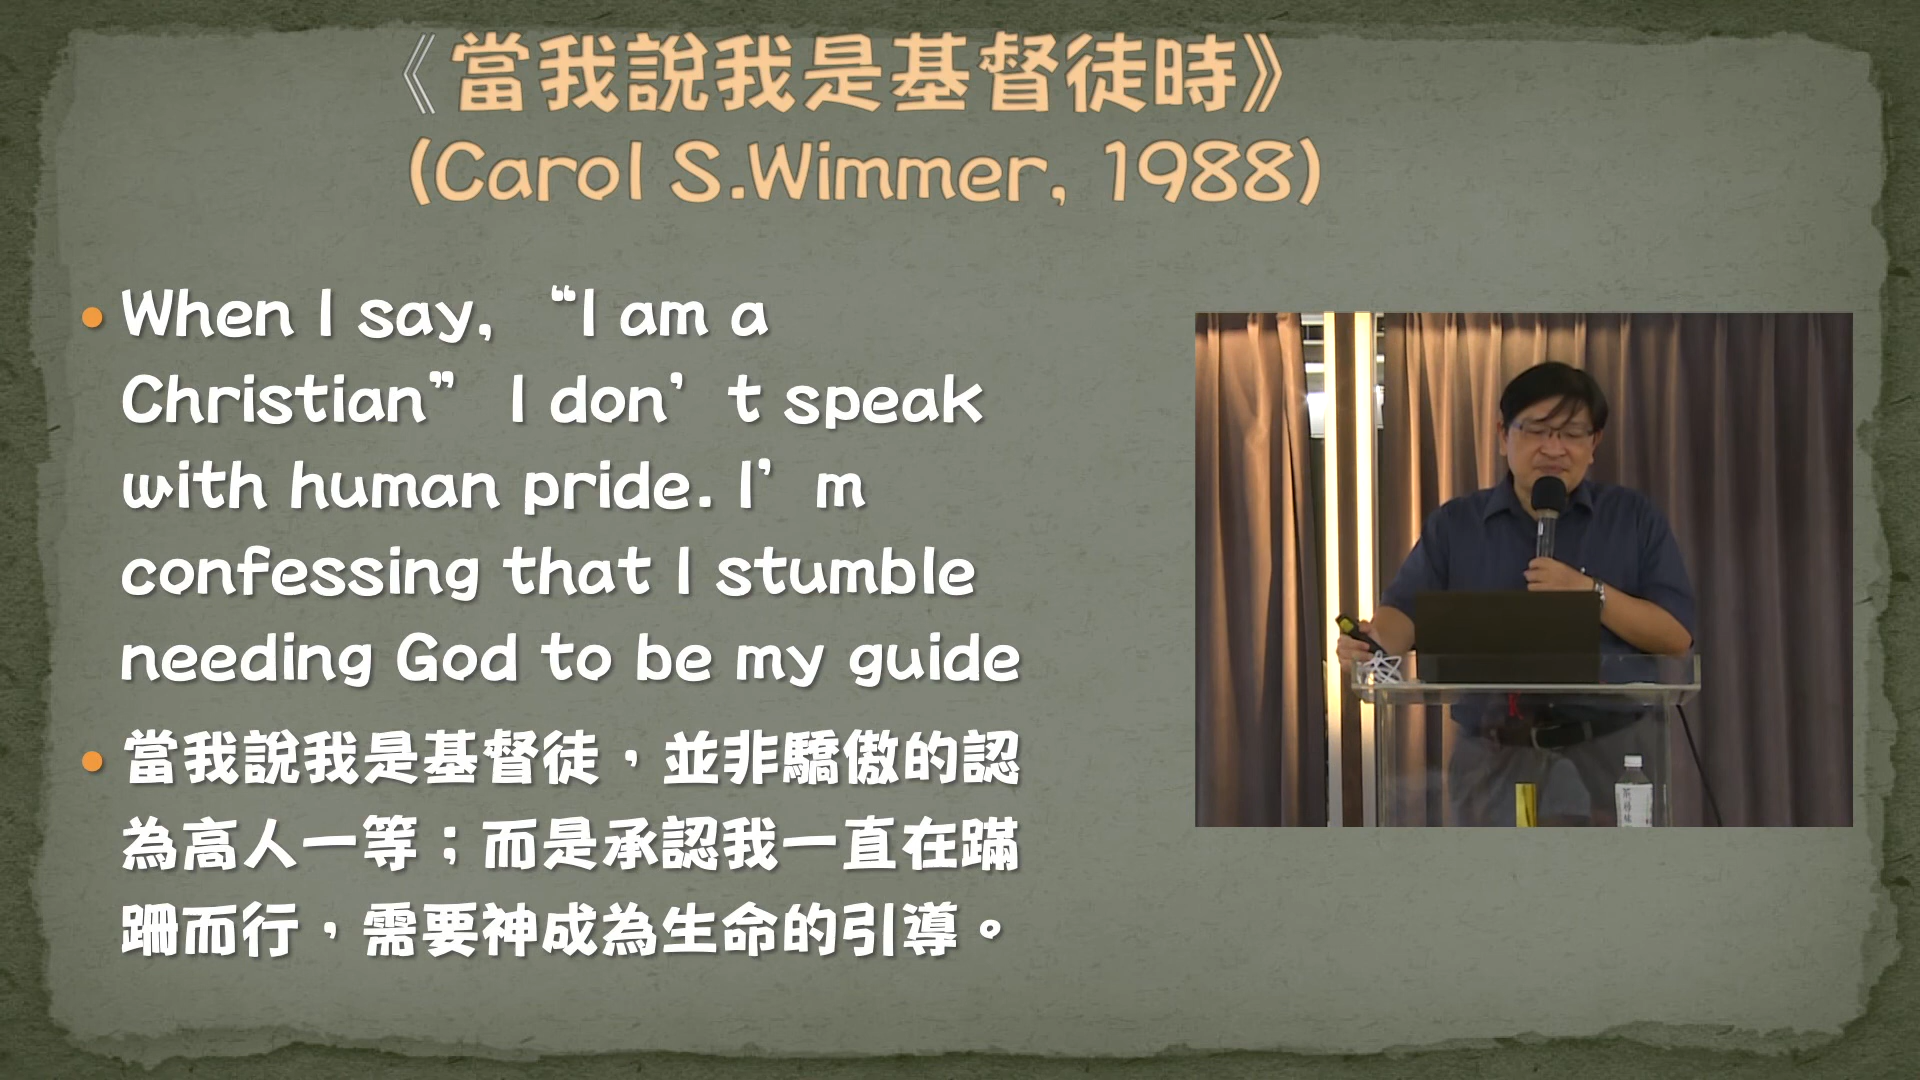 《當我說我是基督徒時》
(Carol S.Wimmer, 1988)
• When I say, “I am a
Christian” I don’t speak
with human pride. I’m
confessing that I stumble
needing God to be my guide
• 當我說我是基督徒，並非驕傲的認
為高人一等；而是承認我一直在蹣
跚而行，需要神成為生命的引導。